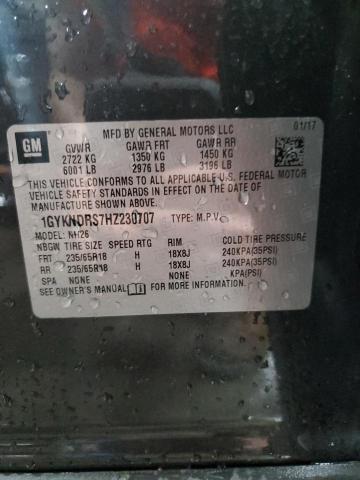 GM
MFD BY GENERAL MOTORS LLC 01/17
GVWR GAWR FRT GAWR RR
2722 KG 1350 KG 1450 KG
6001 LB 2976 LB 3196 LB
THIS VEHICLE CONFORMS TO ALL APPLICABLE U.S. FEDERAL MOTOR
VEHICLE SAFETY STANDARDS IN EFFECT ON THE DATE OF
MANUFACTURE SHOWN ABOVE.
1GYKNDRS7HZ230707 TYPE: M.P.V.
NH26
NBGW TIRE SIZE SPEED RTG RIM COLD TIRE PRESSURE
FRT 235/65R18 H 18X8J 240KPA(35PSI)
RR 235/65R18 H 18X8J 240KPA(35PSI)
SPA NONE NONE KPA(PSI)
SEE OWNER'S MANUAL FOR MORE INFORMATION.